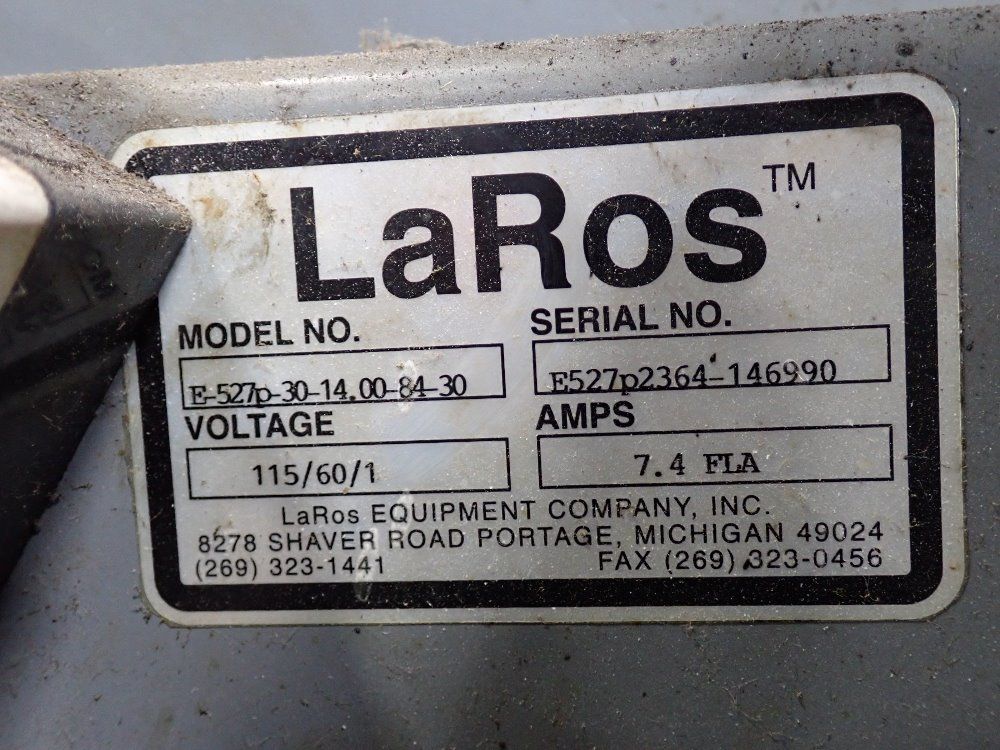 LaRos™
MODEL NO. SERIAL NO.
E-527p-30-14.00-84-30 E527p2364-146990
VOLTAGE AMPS
115/60/1 7.4 FLA
LaRos EQUIPMENT COMPANY, INC.
8278 SHAVER ROAD PORTAGE, MICHIGAN 49024
(269) 323-1441 FAX (269) 323-0456